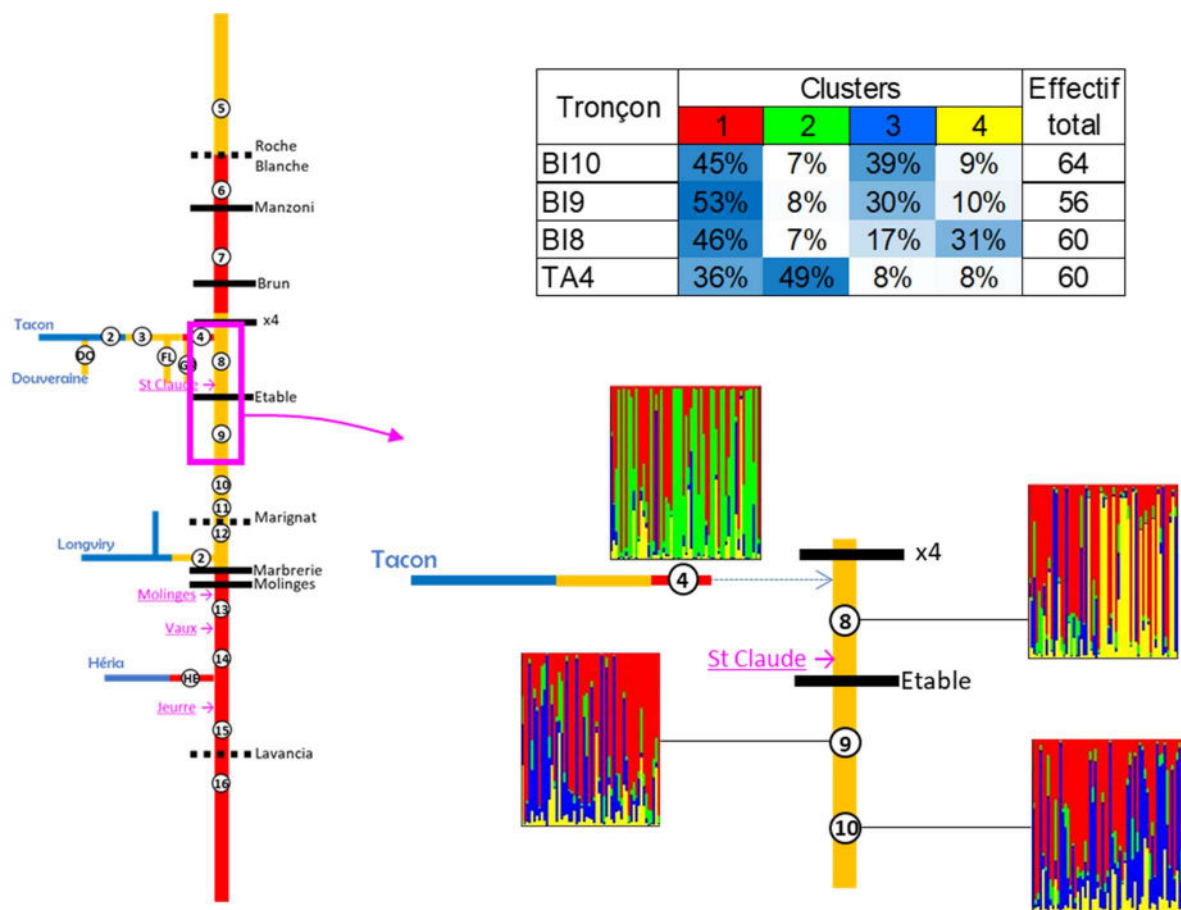 5
Roche
Blanche
6
Manzoni
7
Brun
x4
Tacon
2
3
4
DO
FL
8
Douveraine
St Claude →
Etable
9
10
11
Marignat
12
Longviry
2
Marbrerie
Molinges
Molinges →
13
Vaux →
14
Héria
HE
Jeurre →
15
Lavancia
16
Tronçon Clusters Effectif total
1 2 3 4
BI10 45% 7% 39% 9% 64
BI9 53% 8% 30% 10% 56
BI8 46% 7% 17% 31% 60
TA4 36% 49% 8% 8% 60
Tacon
4
x4
8
St Claude →
Etable
9
10